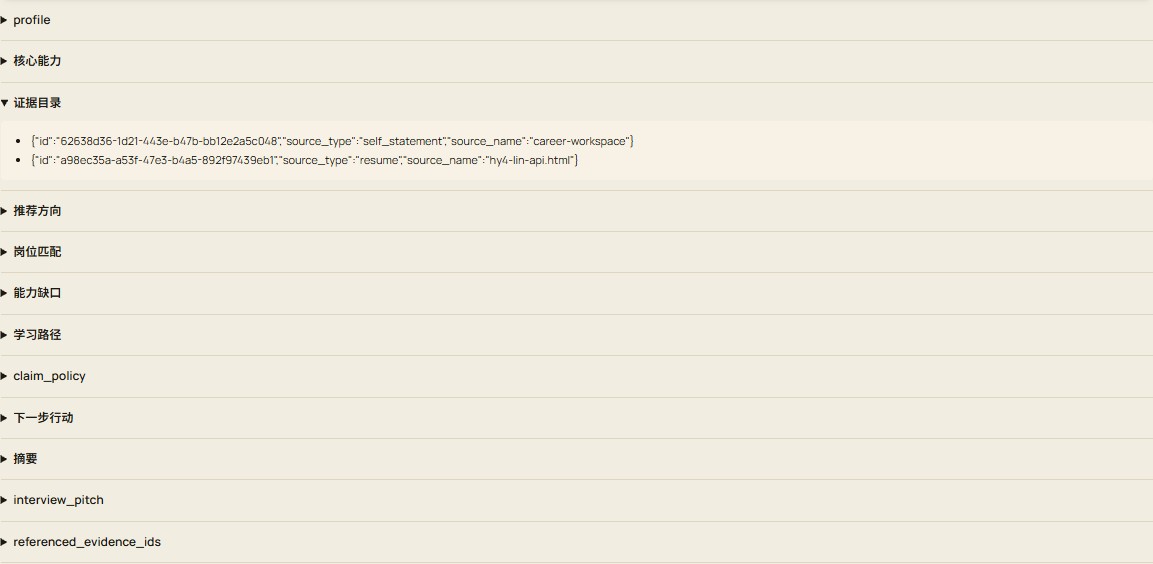 profile
核心能力
证据目录
{"id":"62638d36-1d21-443e-b47b-bb12e2a5c048","source_type":"self_statement","source_name":"career-workspace"}
{"id":"a98ec35a-a53f-47e3-b4a5-892f97439eb1","source_type":"resume","source_name":"hy4-lin-api.html"}
推荐方向
岗位匹配
能力缺口
学习路径
claim_policy
下一步行动
摘要
interview_pitch
referenced_evidence_ids